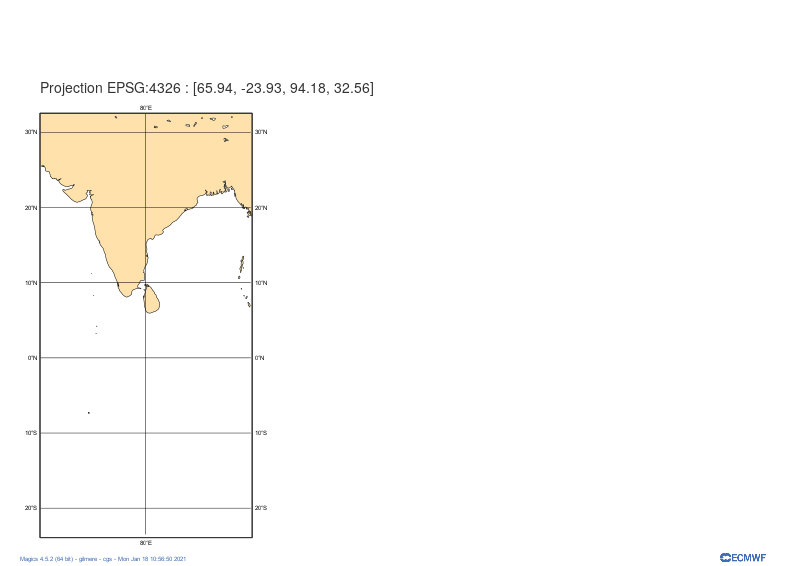 Projection EPSG:4326 : [65.94, -23.93, 94.18, 32.56]
80°E
30°N 30°N
20°N 20°N
10°N 10°N
0°N 0°N
10°S 10°S
20°S 20°S
80°E
Magics 4.5.2 (64 bit) - gilmere - cgs - Mon Jan 18 10:56:50 2021
ECMWF